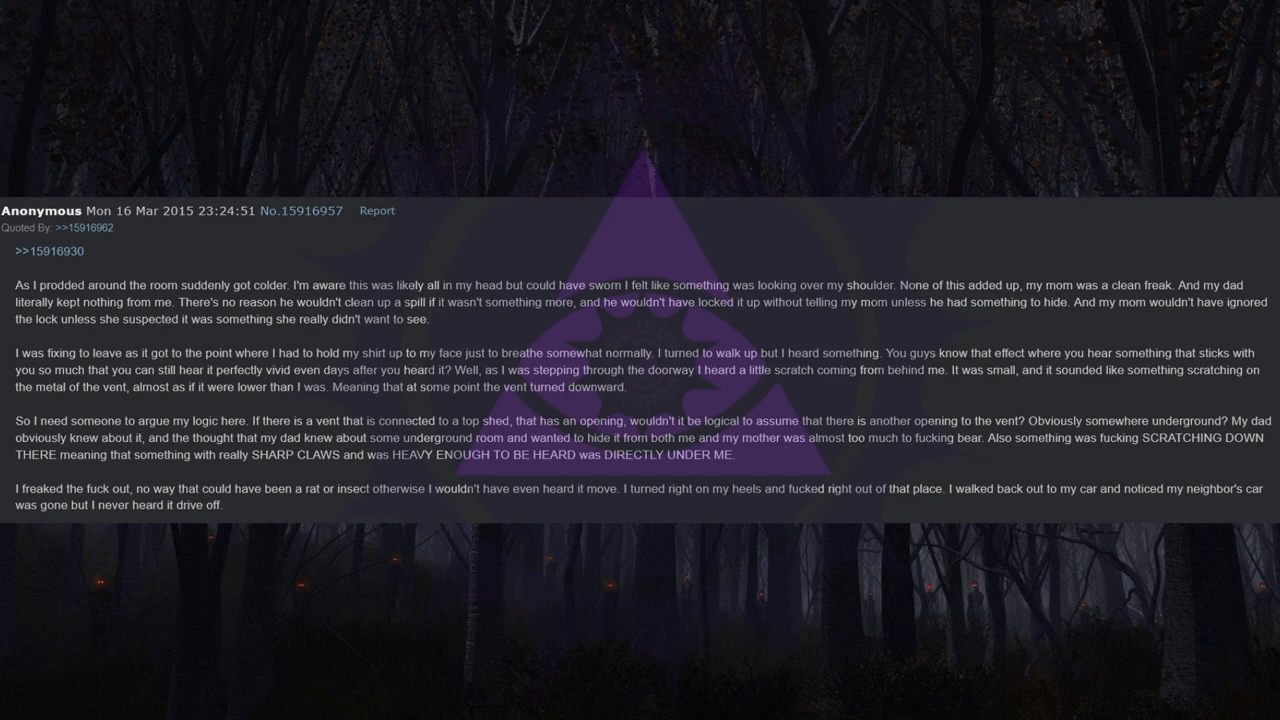 Anonymous Mon 16 Mar 2015 23:24:51 No.15916957 Report
Quoted By: >>15916962
>>15916930
As I prodded around the room suddenly got colder. I'm aware this was likely all in my head but could have sworn I felt like something was looking over my shoulder. None of this added up, my mom was a clean freak. And my dad
literally kept nothing from me. There's no reason he wouldn't clean up a spill if it wasn't something more, and he wouldn't have locked it up without telling my mom unless he had something to hide. And my mom wouldn't have ignored
the lock unless she suspected it was something she really didn't want to see.
I was fixing to leave as it got to the point where I had to hold my shirt up to my face just to breathe somewhat normally. I turned to walk up but I heard something. You guys know that effect where you hear something that sticks with
you so much that you can still hear it perfectly vivid even days after you heard it? Well, as I was stepping through the doorway I heard a little scratch coming from behind me. It was small, and it sounded like something scratching on
the metal of the vent, almost as if it were lower than I was. Meaning that at some point the vent turned downward.
So I need someone to argue my logic here. If there is a vent that is connected to a top shed, that has an opening, wouldn't it be logical to assume that there is another opening to the vent? Obviously somewhere underground? My dad
obviously knew about it, and the thought that my dad knew about some underground room and wanted to hide it from both me and my mother was almost too much to fucking bear. Also something was fucking SCRATCHING DOWN
THERE meaning that something with really SHARP CLAWS and was HEAVY ENOUGH TO BE HEARD was DIRECTLY UNDER ME.
I freaked the fuck out, no way that could have been a rat or insect otherwise I wouldn't have even heard it move. I turned right on my heels and fucked right out of that place. I walked back out to my car and noticed my neighbor's car
was gone but I never heard it drive off.